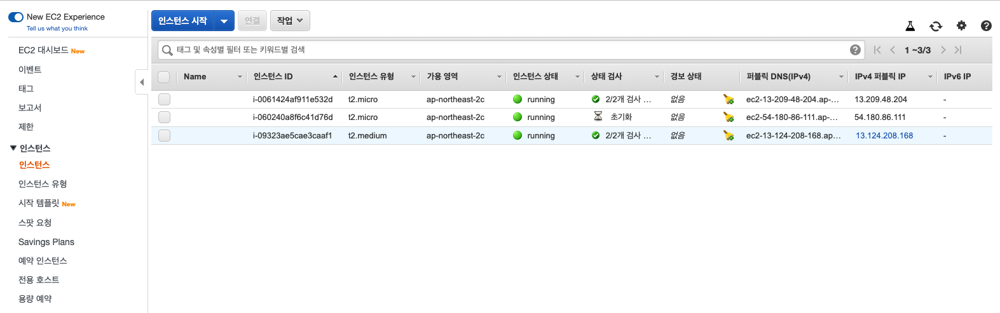 New EC2 Experience
Tell us what you think
EC2 대시보드 New
이벤트
태그
보고서
제한
인스턴스
인스턴스
인스턴스 유형
시작 템플릿 New
스팟 요청
Savings Plans
예약 인스턴스
전용 호스트
용량 예약
인스턴스 시작 연결 작업
태그 및 속성별 필터 또는 키워드별 검색 1 ~3/3
Name 인스턴스 ID 인스턴스 유형 가용 영역 인스턴스 상태 상태 검사 경보 상태 퍼블릭 DNS(IPv4) IPv4 퍼블릭 IP IPv6 IP
i-0061424af911e532d t2.micro ap-northeast-2c running 2/2개 검사 ... 없음 ec2-13-209-48-204.ap-... 13.209.48.204 -
i-060240a8f6c41d76d t2.micro ap-northeast-2c running 초기화 없음 ec2-54-180-86-111.ap-... 54.180.86.111 -
i-09323ae5cae3caaf1 t2.medium ap-northeast-2c running 2/2개 검사 ... 없음 ec2-13-124-208-168.ap... 13.124.208.168 -